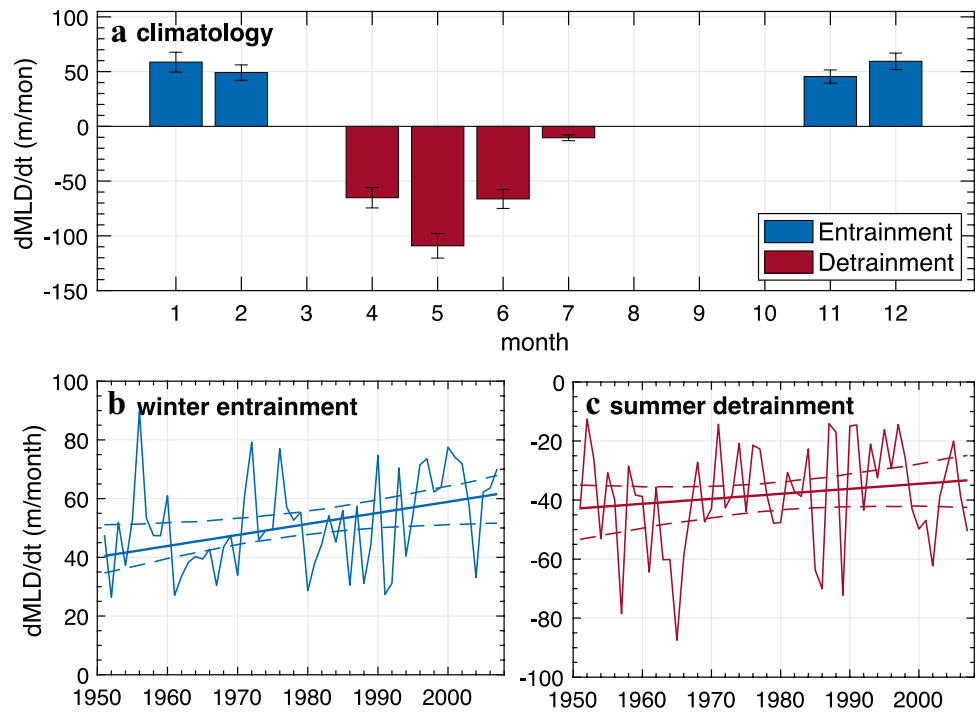 a climatology
dMLD/dt (m/mon)
100
50
0
-50
-100
-150
Entrainment
Detrainment
1 2 3 4 5 6 7 8 9 10 11 12
month
b winter entrainment
dMLD/dt (m/month)
100
80
60
40
20
0
1950 1960 1970 1980 1990 2000
c summer detrainment
0
-20
-40
-60
-80
-100
1950 1960 1970 1980 1990 2000